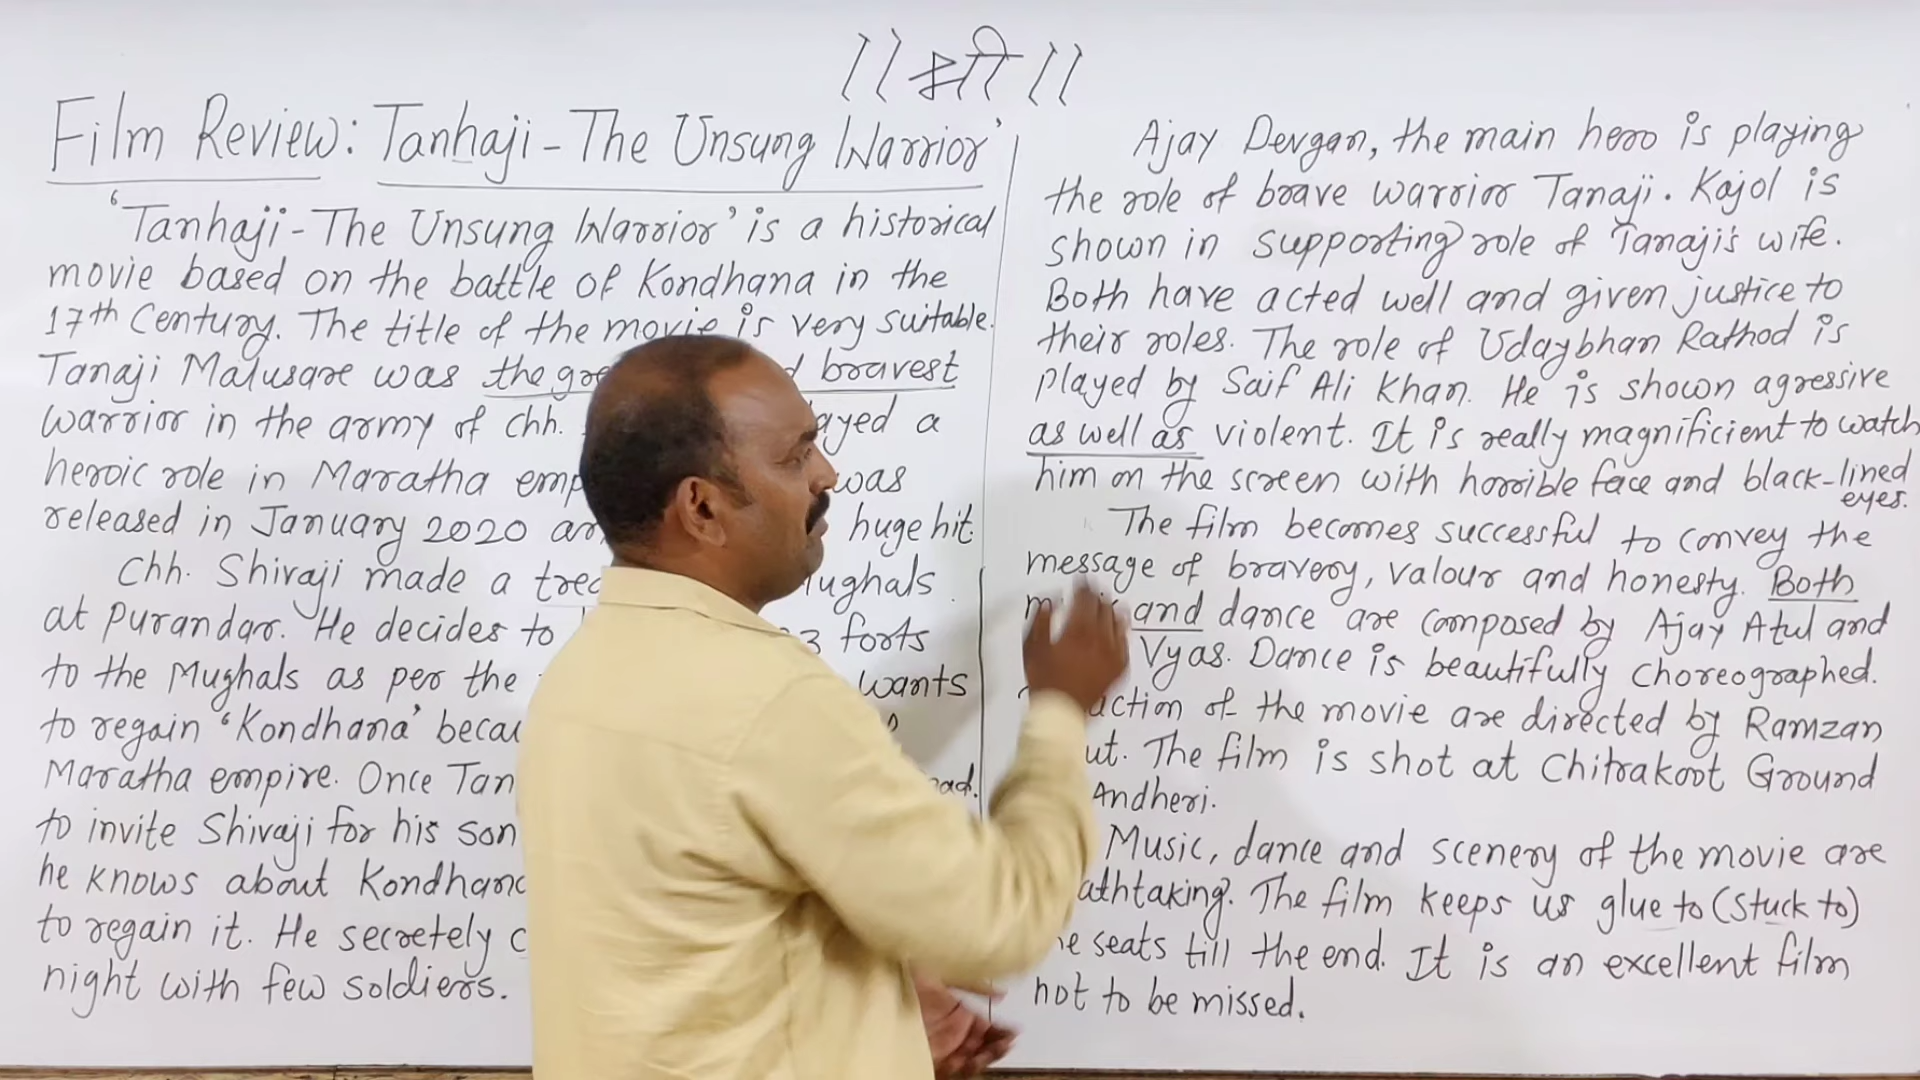 ।। श्री ।।
Film Review: Tanhaji - The Unsung Warrior'
'Tanhaji - The Unsung Warrior' is a historical
movie based on the battle of Kondhana in the
17th Century. The title of the movie is very suitable.
Tanaji Malusare was the bravest
warrior in the army of Chh. a
heroic role in Maratha was
released in January 2020 huge hit.
Chh. Shivaji made a Mughals
at Purandar. He decides to forts
to the Mughals as per the wants
to regain 'Kondhana'
Maratha empire. Once
to invite Shivaji for his son
he knows about
to regain it. He secretely
night with few soldiers.
Ajay Devgan, the main hero is playing
the role of brave warrior Tanaji. Kajol is
shown in supporting role of Tanaji's wife.
Both have acted well and given justice to
their roles. The role of Udaybhan Rathod is
played by Saif Ali Khan. He is shown agressive
as well as violent. It is really magnificient to watch
him on the screen with horrible face and black-lined
eyes.
The film becomes successful to convey the
message of bravery, valour and honesty. Both
and dance are composed by Ajay Atul and
Vyas. Dance is beautifully choreographed.
action of the movie are directed by Ramzan
The film is shot at Chitrakoot Ground
Andheri.
Music, dance and scenery of the movie are
The film keeps us glue to (stuck to)
seats till the end. It is an excellent film
not to be missed.